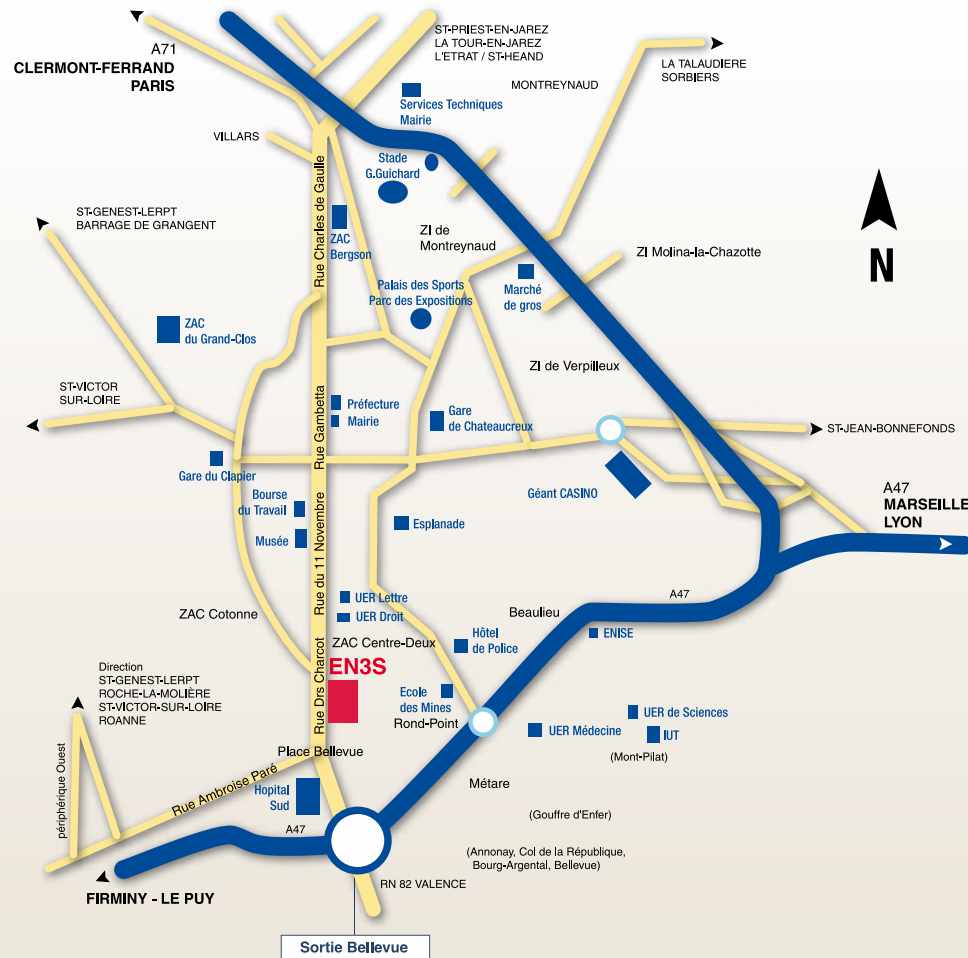 ST-PRIEST-EN-JAREZ
LA TOUR-EN-JAREZ
L'ETRAT / ST-HEAND
A71
CLERMONT-FERRAND
PARIS
LA TALAUDIERE
SORBIERS
MONTREYNAUD
Services Techniques
Mairie
VILLARS
Stade
G.Guichard
Rue Charles de Gaulle
ST-GENEST-LERPT
BARRAGE DE GRANGENT
ZAC
Bergson
ZI de
Montreynaud
ZI Molina-la-Chazotte
N
Palais des Sports
Parc des Expositions
Marché
de gros
ZAC
du Grand-Clos
ZI de Verpilleux
ST-VICTOR
SUR-LOIRE
Préfecture
Mairie
Rue Gambetta
Gare
de Chateaucreux
ST-JEAN-BONNEFONDS
Gare du Clapier
Géant CASINO
A47
MARSEILLE
LYON
Bourse
du Travail
Musée
Rue du 11 Novembre
Esplanade
UER Lettre
UER Droit
A47
Beaulieu
ZAC Cotonne
ZAC Centre-Deux
Hôtel
de Police
ENISE
EN3S
Rue Drs Charcot
Direction
ST-GENEST-LERPT
ROCHE-LA-MOLIÈRE
ST-VICTOR-SUR-LOIRE
ROANNE
Ecole
des Mines
Rond-Point
UER de Sciences
UER Médecine
IUT
(Mont-Pilat)
Place Bellevue
périphérique Ouest
Rue Ambroise Paré
Hopital
Sud
Métare
(Gouffre d'Enfer)
A47
(Annonay, Col de la République,
Bourg-Argental, Bellevue)
RN 82 VALENCE
FIRMINY - LE PUY
Sortie Bellevue